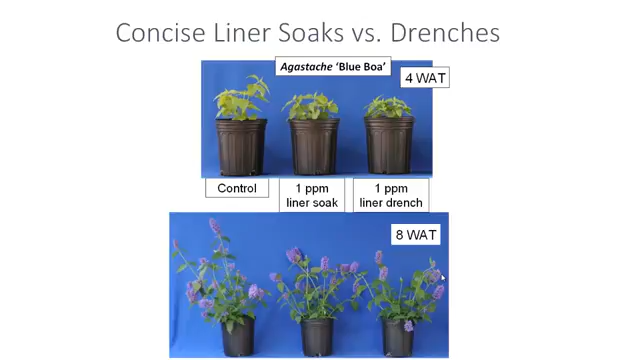 Concise Liner Soaks vs. Drenches
Agastache ‘Blue Boa’
4 WAT
Control
1 ppm
liner soak
1 ppm
liner drench
8 WAT